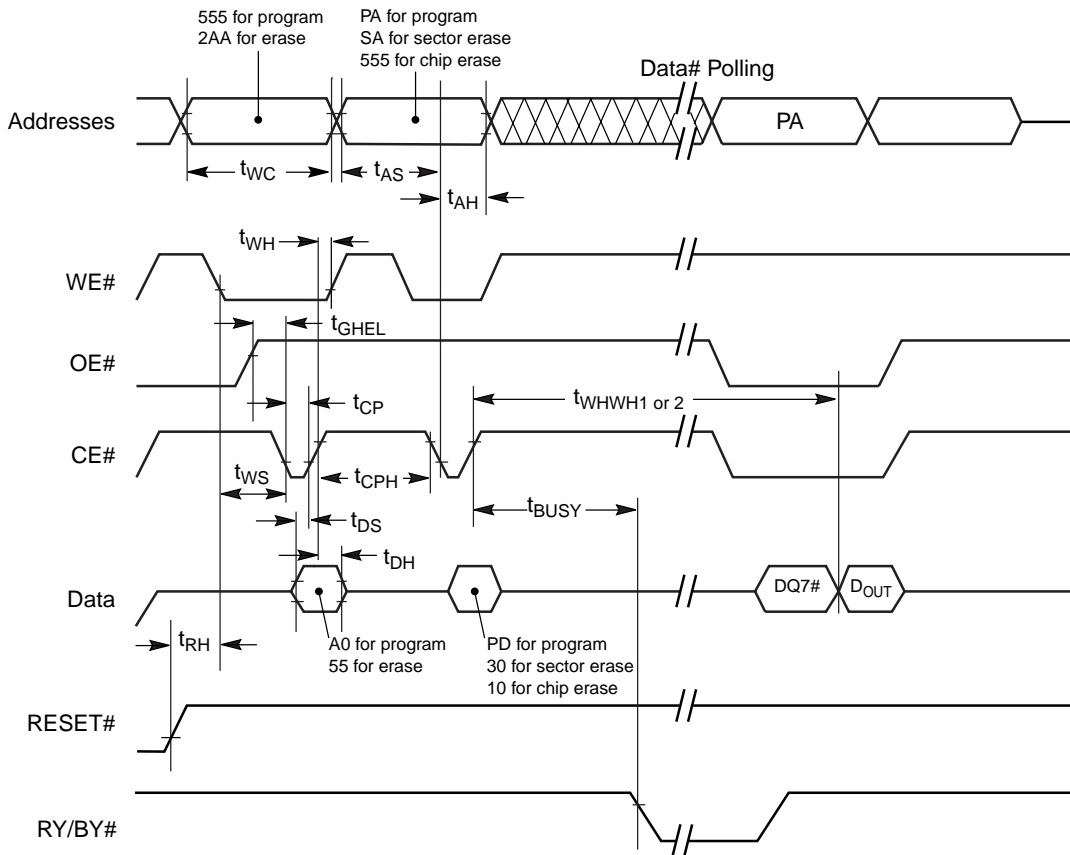 555 for program
2AA for erase
PA for program
SA for sector erase
555 for chip erase
Data# Polling
Addresses
PA
tWC
tAS
tAH
tWH
WE#
tGHEL
OE#
tCP
tWHWH1 or 2
CE#
tWS
tCPH
tBUSY
tDS
tDH
Data
DQ7#
DOUT
tRH
A0 for program
55 for erase
PD for program
30 for sector erase
10 for chip erase
RESET#
RY/BY#